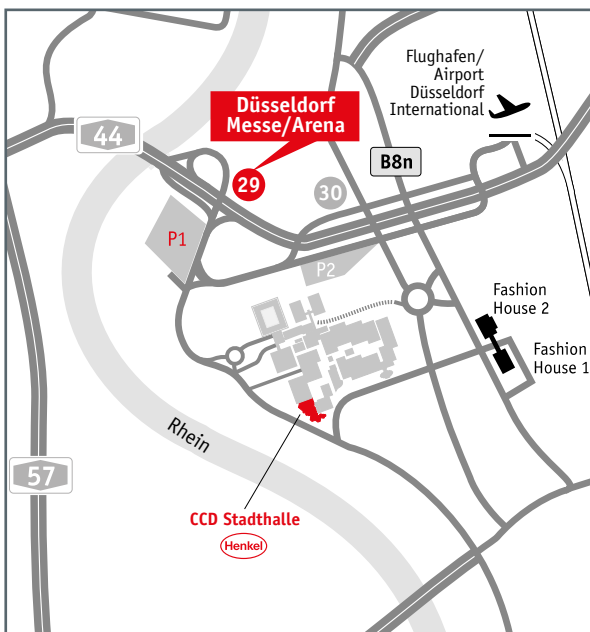 Flughafen/
Airport
Düsseldorf
International
Düsseldorf
Messe/Arena
44
B8n
29
30
P1
P2
Fashion
House 2
Fashion
House 1
Rhein
57
CCD Stadthalle
Henkel